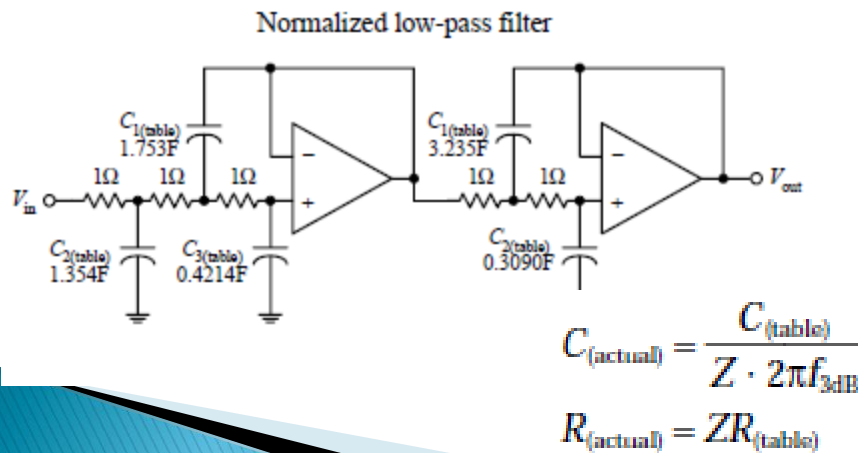 Normalized low-pass filter
C1(table)
1.753F
C1(table)
3.235F
1Ω 1Ω 1Ω
1Ω 1Ω
−
−
Vin
+
+
Vout
C2(table)
1.354F
C3(table)
0.4214F
C2(table)
0.3090F
C(actual) = C(table) / Z · 2πf3dB
R(actual) = ZR(table)